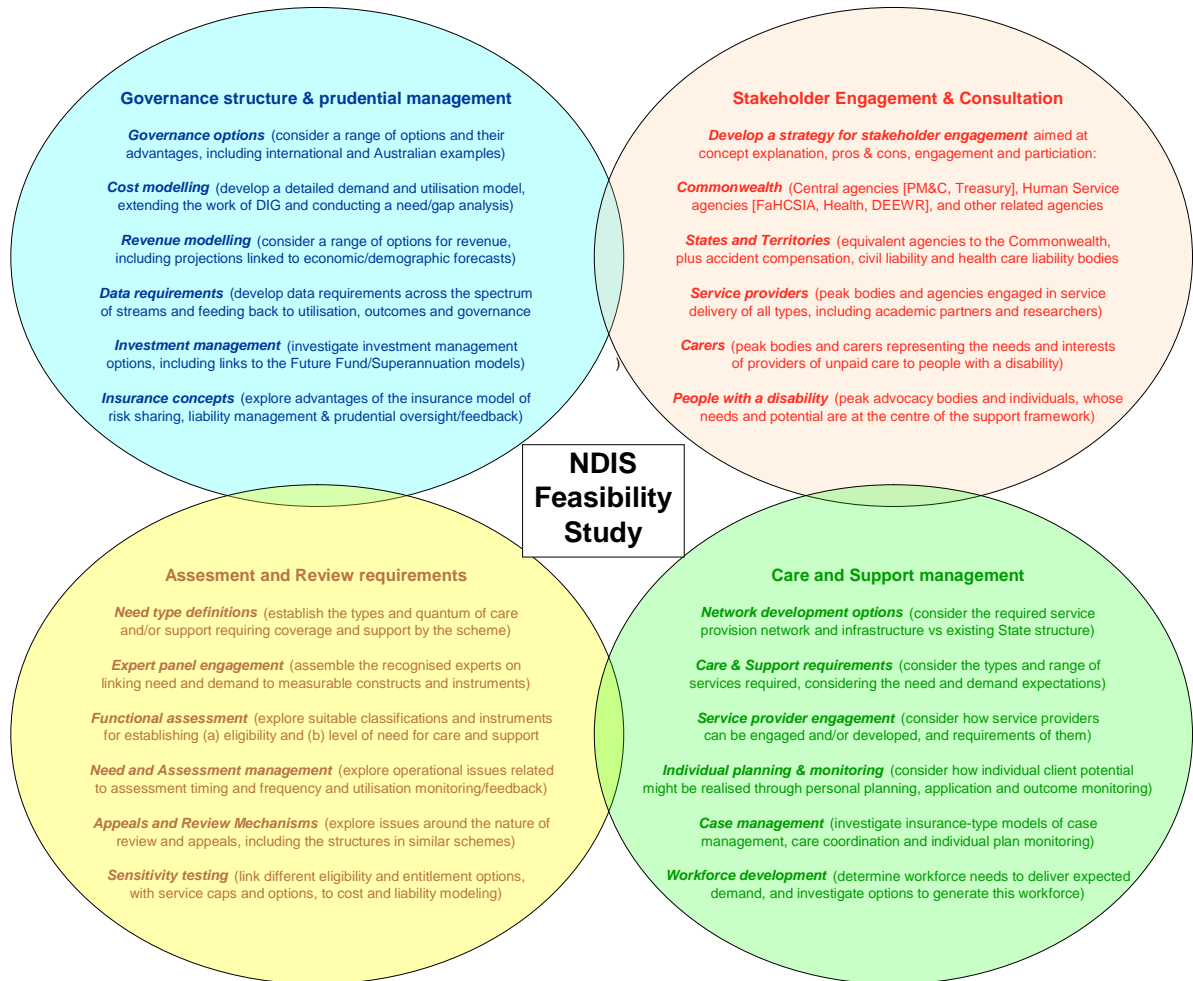 Governance structure & prudential management
Governance options (consider a range of options and their
advantages, including international and Australian examples)
Cost modelling (develop a detailed demand and utilisation model,
extending the work of DIG and conducting a need/gap analysis)
Revenue modelling (consider a range of options for revenue,
including projections linked to economic/demographic forecasts)
Data requirements (develop data requirements across the spectrum
of streams and feeding back to utilisation, outcomes and governance
Investment management (investigate investment management
options, including links to the Future Fund/Superannuation models)
)
Insurance concepts (explore advantages of the insurance model of
risk sharing, liability management & prudential oversight/feedback)
Stakeholder Engagement & Consultation
Develop a strategy for stakeholder engagement aimed at
concept explanation, pros & cons, engagement and particiation:
Commonwealth (Central agencies [PM&C, Treasury], Human Service
agencies [FaHCSIA, Health, DEEWR], and other related agencies
States and Territories (equivalent agencies to the Commonwealth,
plus accident compensation, civil liability and health care liability bodies
Service providers (peak bodies and agencies engaged in service
delivery of all types, including academic partners and researchers)
Carers (peak bodies and carers representing the needs and interests
of providers of unpaid care to people with a disability)
People with a disability (peak advocacy bodies and individuals, whose
needs and potential are at the centre of the support framework)
NDIS
Feasibility
Study
Assesment and Review requirements
Need type definitions (establish the types and quantum of care
and/or support requiring coverage and support by the scheme)
Expert panel engagement (assemble the recognised experts on
linking need and demand to measurable constructs and instruments)
Functional assessment (explore suitable classifications and instruments
for establishing (a) eligibility and (b) level of need for care and support
Need and Assessment management (explore operational issues related
to assessment timing and frequency and utilisation monitoring/feedback)
Appeals and Review Mechanisms (explore issues around the nature of
review and appeals, including the structures in similar schemes)
Sensitivity testing (link different eligibility and entitlement options,
with service caps and options, to cost and liability modeling)
Care and Support management
Network development options (consider the required service
provision network and infrastructure vs existing State structure)
Care & Support requirements (consider the types and range of
services required, considering the need and demand expectations)
Service provider engagement (consider how service providers
can be engaged and/or developed, and requirements of them)
Individual planning & monitoring (consider how individual client potential
might be realised through personal planning, application and outcome monitoring)
Case management (investigate insurance-type models of case
management, care coordination and individual plan monitoring)
Workforce development (determine workforce needs to deliver expected
demand, and investigate options to generate this workforce)